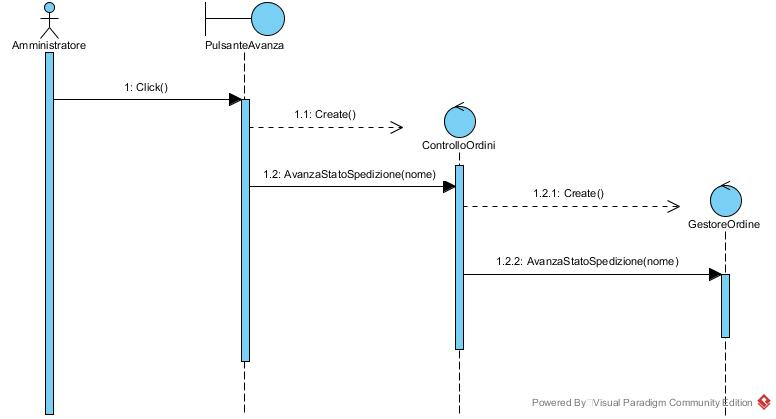 Amministratore
PulsanteAvanza
1: Click()
1.1: Create()
ControlloOrdini
1.2: AvanzaStatoSpedizione(nome)
1.2.1: Create()
GestoreOrdine
1.2.2: AvanzaStatoSpedizione(nome)
Powered By Visual Paradigm Community Edition